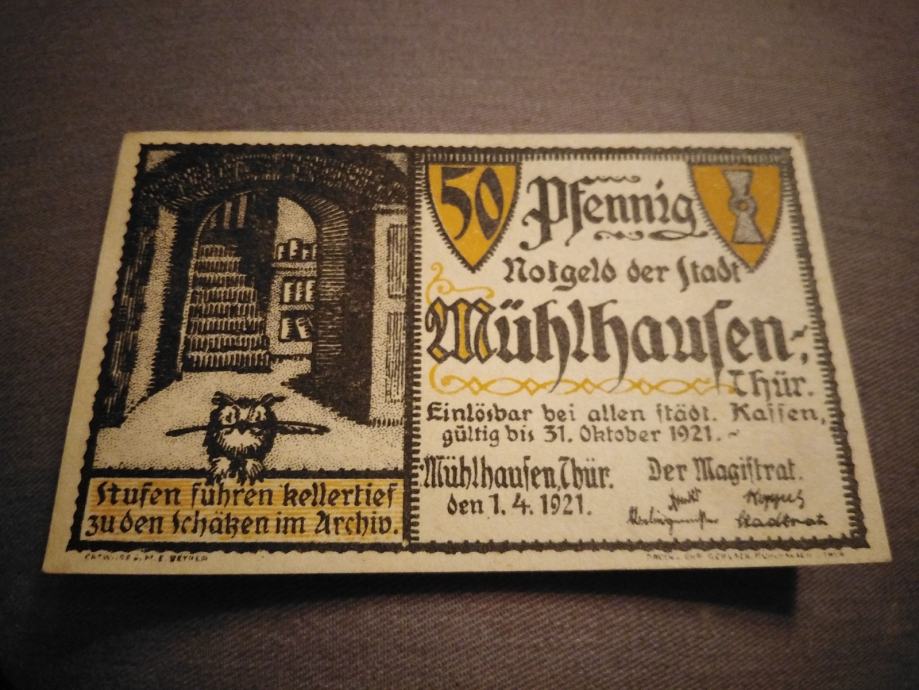 Stufen führen kellertief
zu den Schätzen im Archiv.
50
Pfennig
Notgeld der Stadt
Mühlhausen-,
Thür.
Einlösbar bei allen städt. Kassen,
gültig bis 31. Oktober 1921.-
Mühlhausen, Thür. Der Magistrat.
den 1. 4. 1921.
Stadtrat